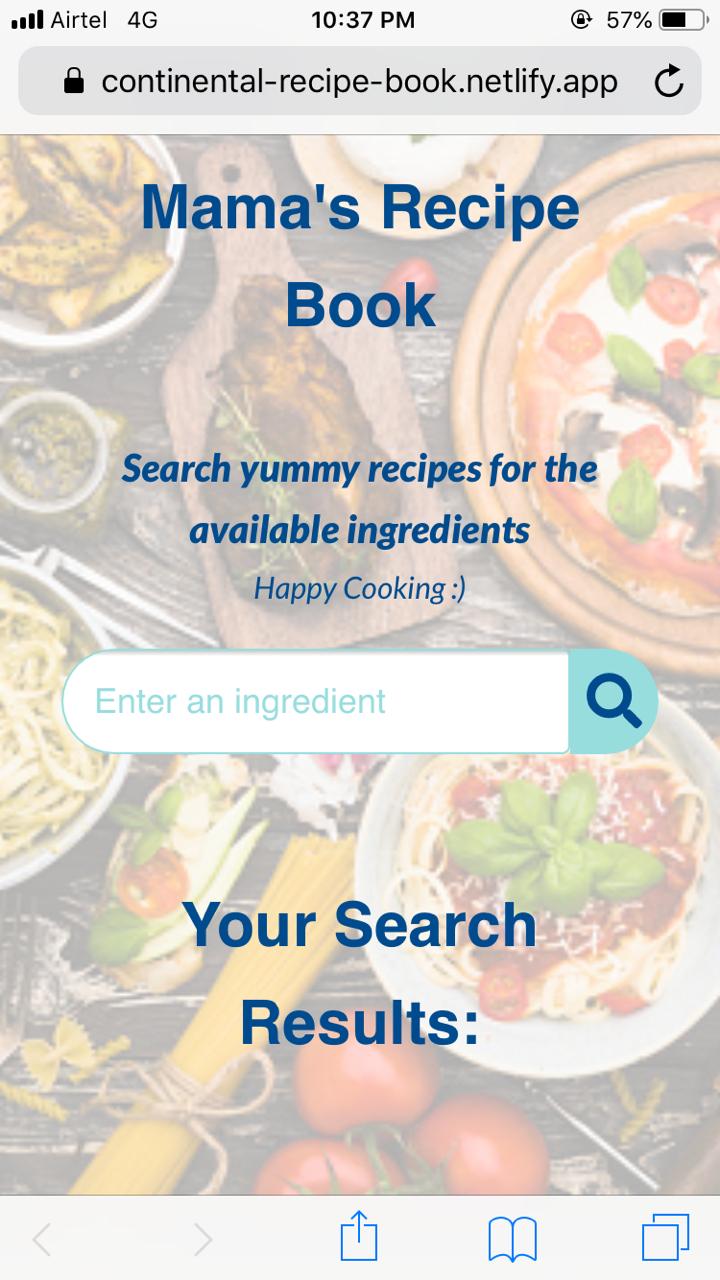 Airtel 4G 10:37 PM 57%
continental-recipe-book.netlify.app
Mama's Recipe
Book
Search yummy recipes for the
available ingredients
Happy Cooking :)
Enter an ingredient
Your Search
Results: